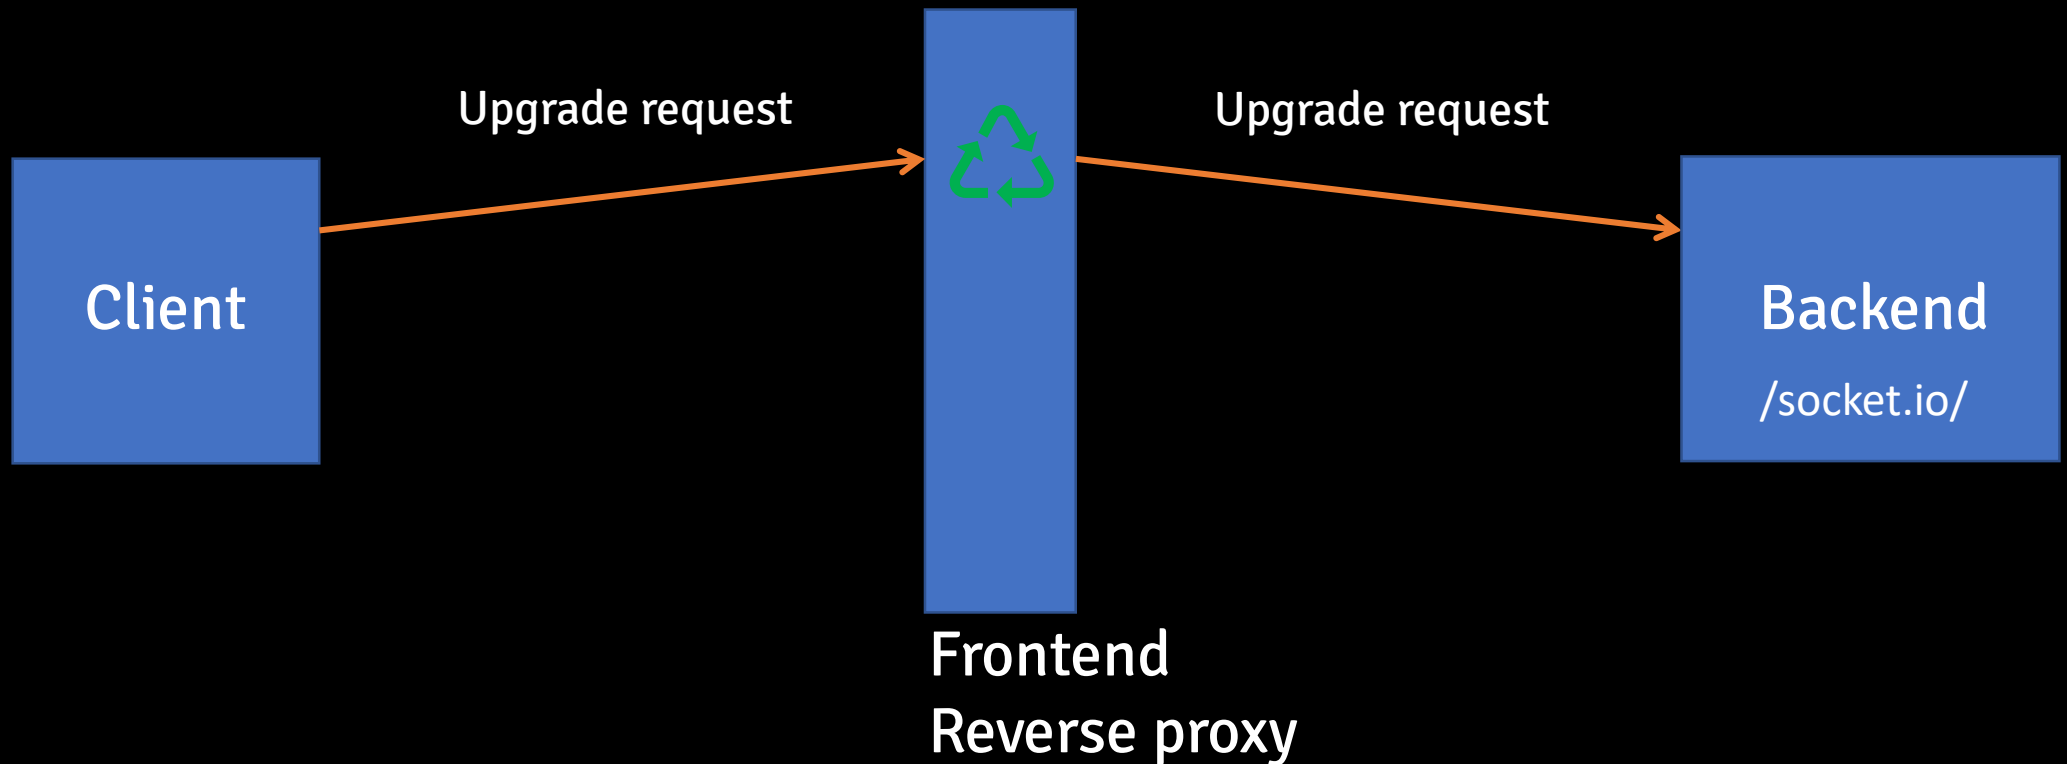 Upgrade request
Upgrade request
Client
Backend
/socket.io/
Frontend
Reverse proxy